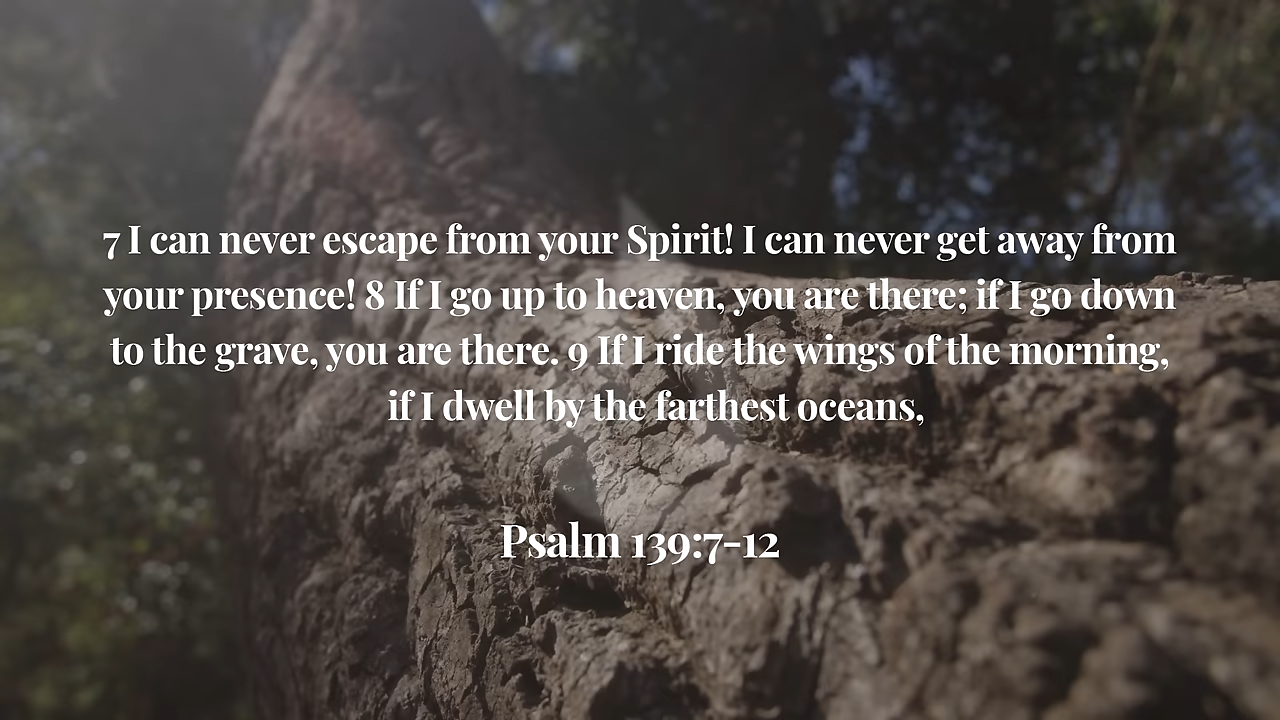 7 I can never escape from your Spirit! I can never get away from
your presence! 8 If I go up to heaven, you are there; if I go down
to the grave, you are there. 9 If I ride the wings of the morning,
if I dwell by the farthest oceans,
Psalm 139:7-12